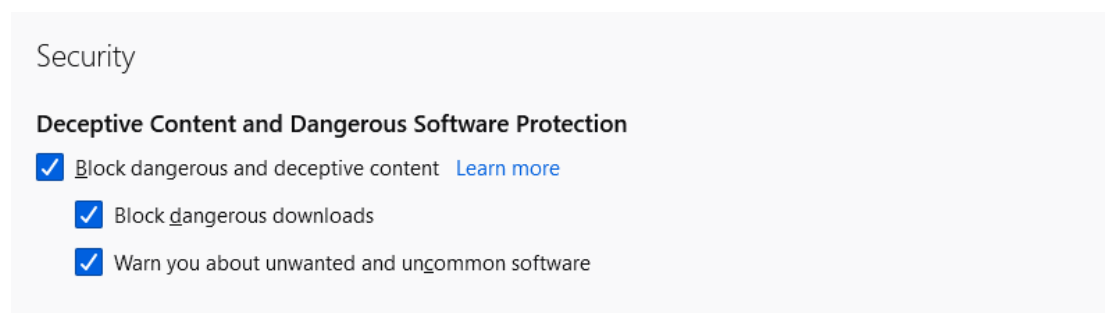 Security
Deceptive Content and Dangerous Software Protection
Block dangerous and deceptive content Learn more
Block dangerous downloads
Warn you about unwanted and uncommon software